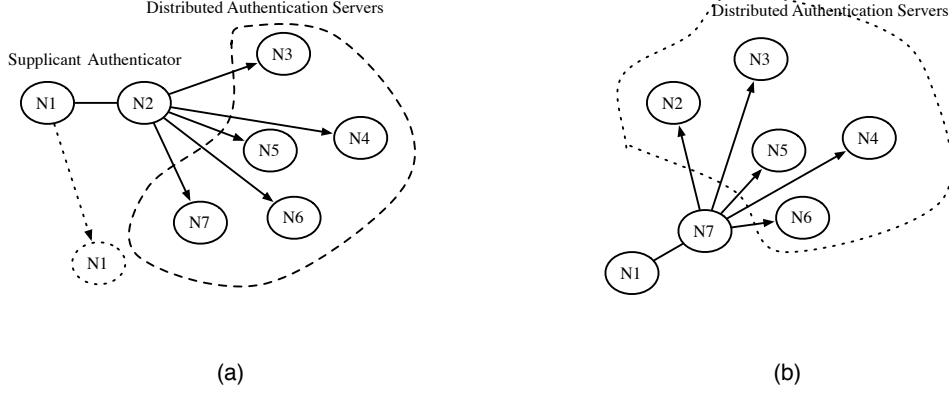 Distributed Authentication Servers
Supplicant Authenticator
N3
N1
N2
N4
N5
N7
N6
N1
(a)
Distributed Authentication Servers
N3
N2
N5
N4
N6
N7
N1
(b)